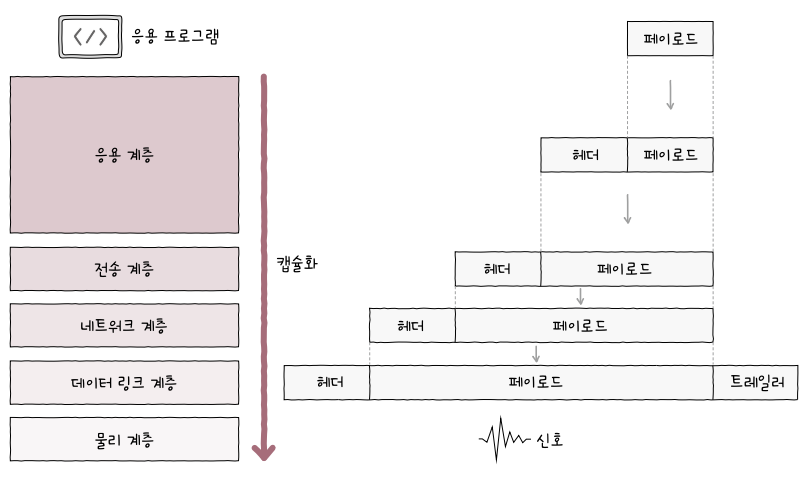 응용 프로그램
페이로드
응용 계층
헤더 페이로드
캡슐화
전송 계층
헤더 페이로드
네트워크 계층
헤더 페이로드
데이터 링크 계층
헤더 페이로드 트레일러
물리 계층
신호